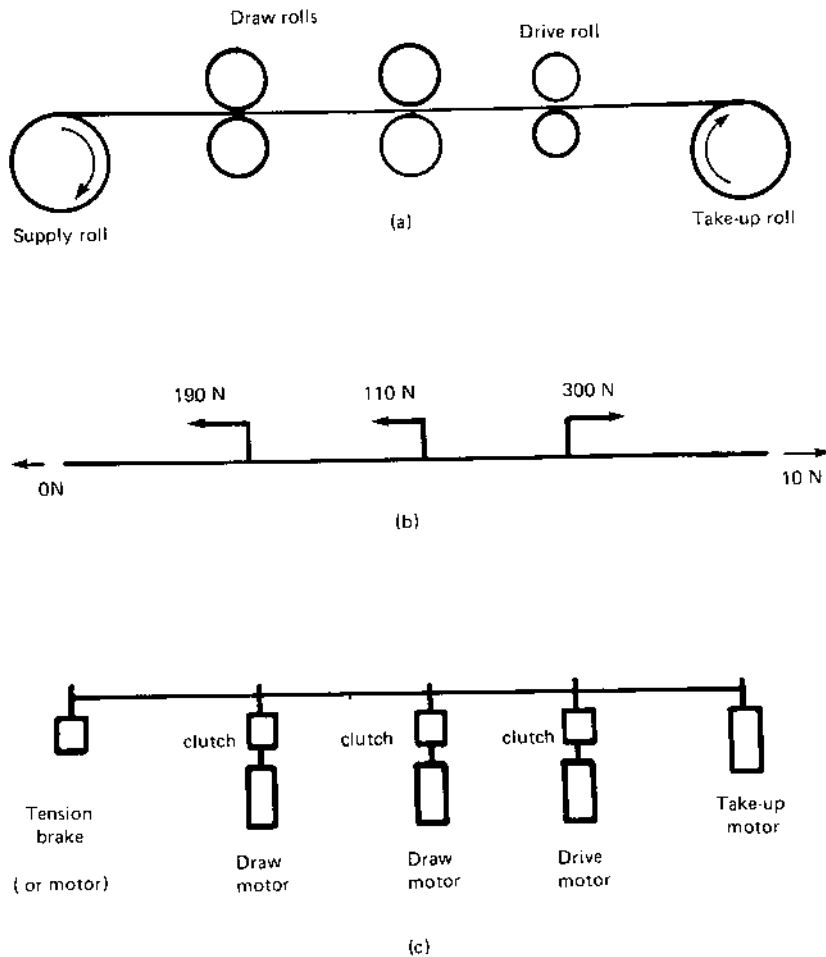 Draw rolls
Drive roll
Supply roll
(a)
Take-up roll
190 N
110 N
300 N
0N
10 N
(b)
clutch
clutch
clutch
Tension
brake
( or motor)
Draw
motor
Draw
motor
Drive
motor
Take-up
motor
(c)